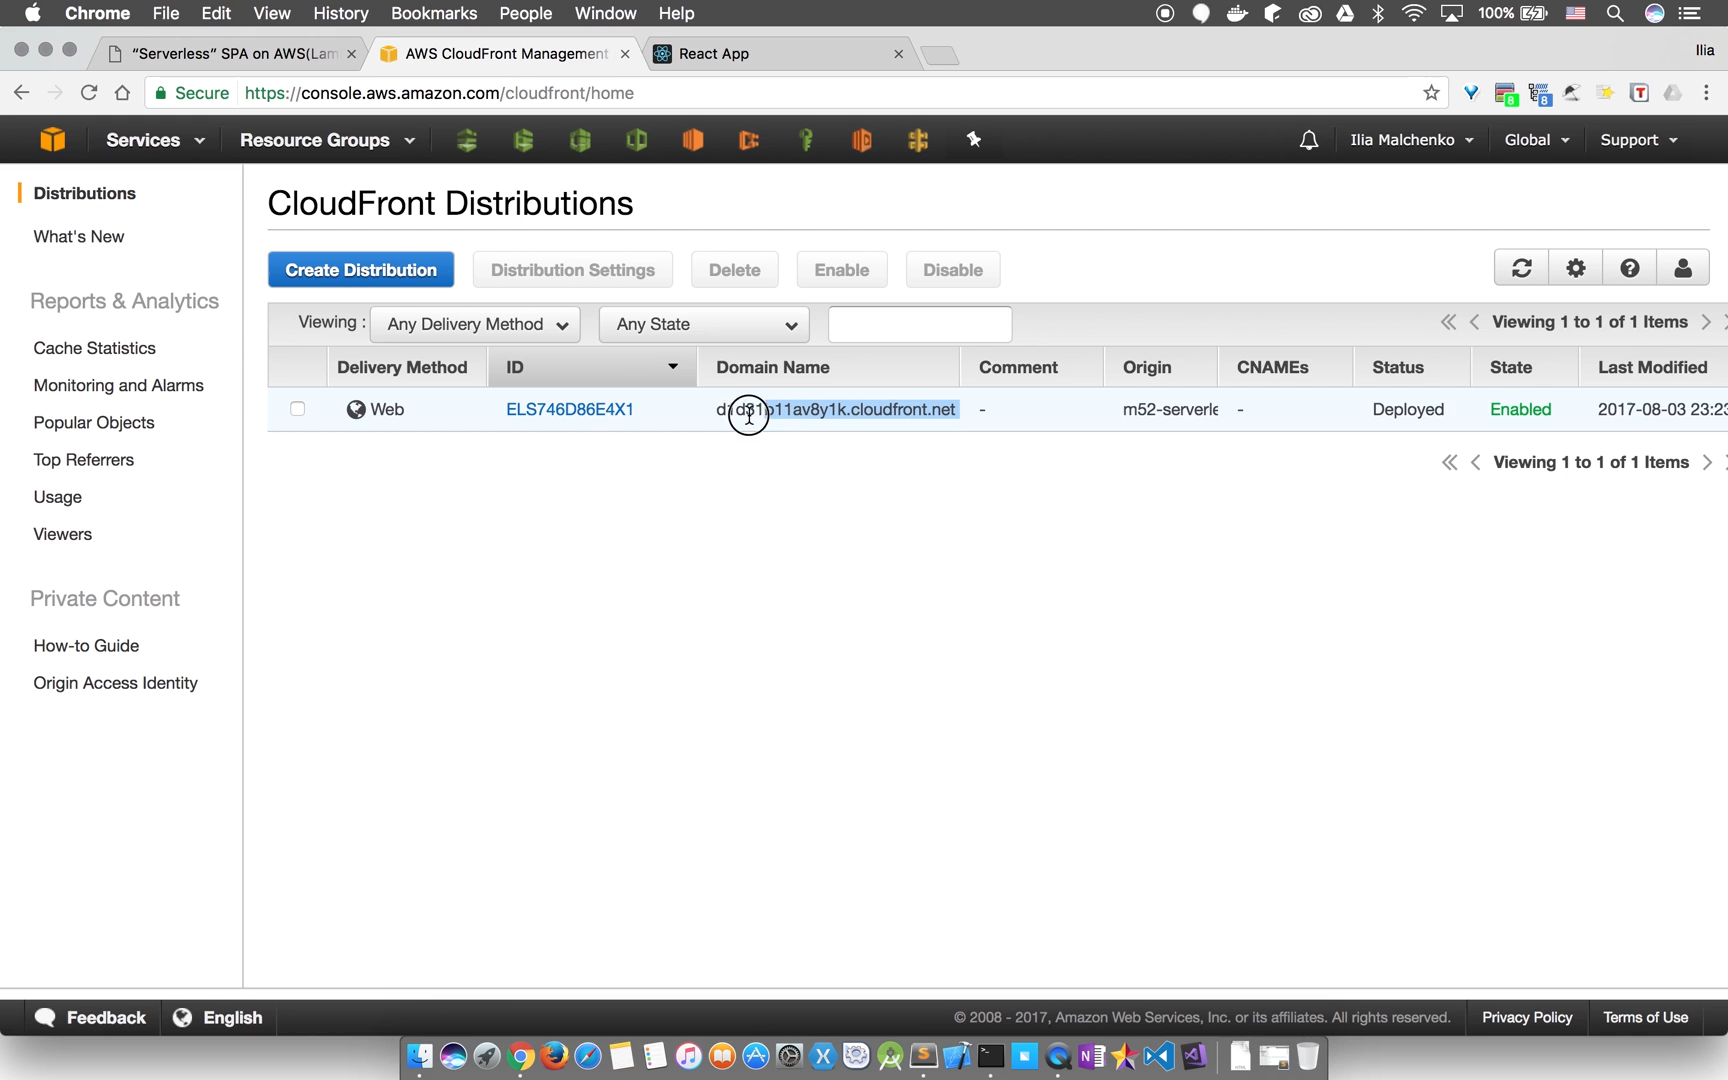 Chrome File Edit View History Bookmarks People Window Help 100%
“Serverless” SPA on AWS(Lam AWS CloudFront Management React App Ilia
Secure https://console.aws.amazon.com/cloudfront/home
Services Resource Groups Ilia Malchenko Global Support
Distributions
What's New
Reports & Analytics
Cache Statistics
Monitoring and Alarms
Popular Objects
Top Referrers
Usage
Viewers
Private Content
How-to Guide
Origin Access Identity
CloudFront Distributions
Create Distribution Distribution Settings Delete Enable Disable
Viewing : Any Delivery Method Any State Viewing 1 to 1 of 1 Items
Delivery Method ID Domain Name Comment Origin CNAMEs Status State Last Modified
Web ELS746D86E4X1 - m52-serverle - Deployed Enabled 2017-08-03 23:23
Viewing 1 to 1 of 1 Items
Feedback English © 2008 - 2017, Amazon Web Services, Inc. or its affiliates. All rights reserved. Privacy Policy Terms of Use